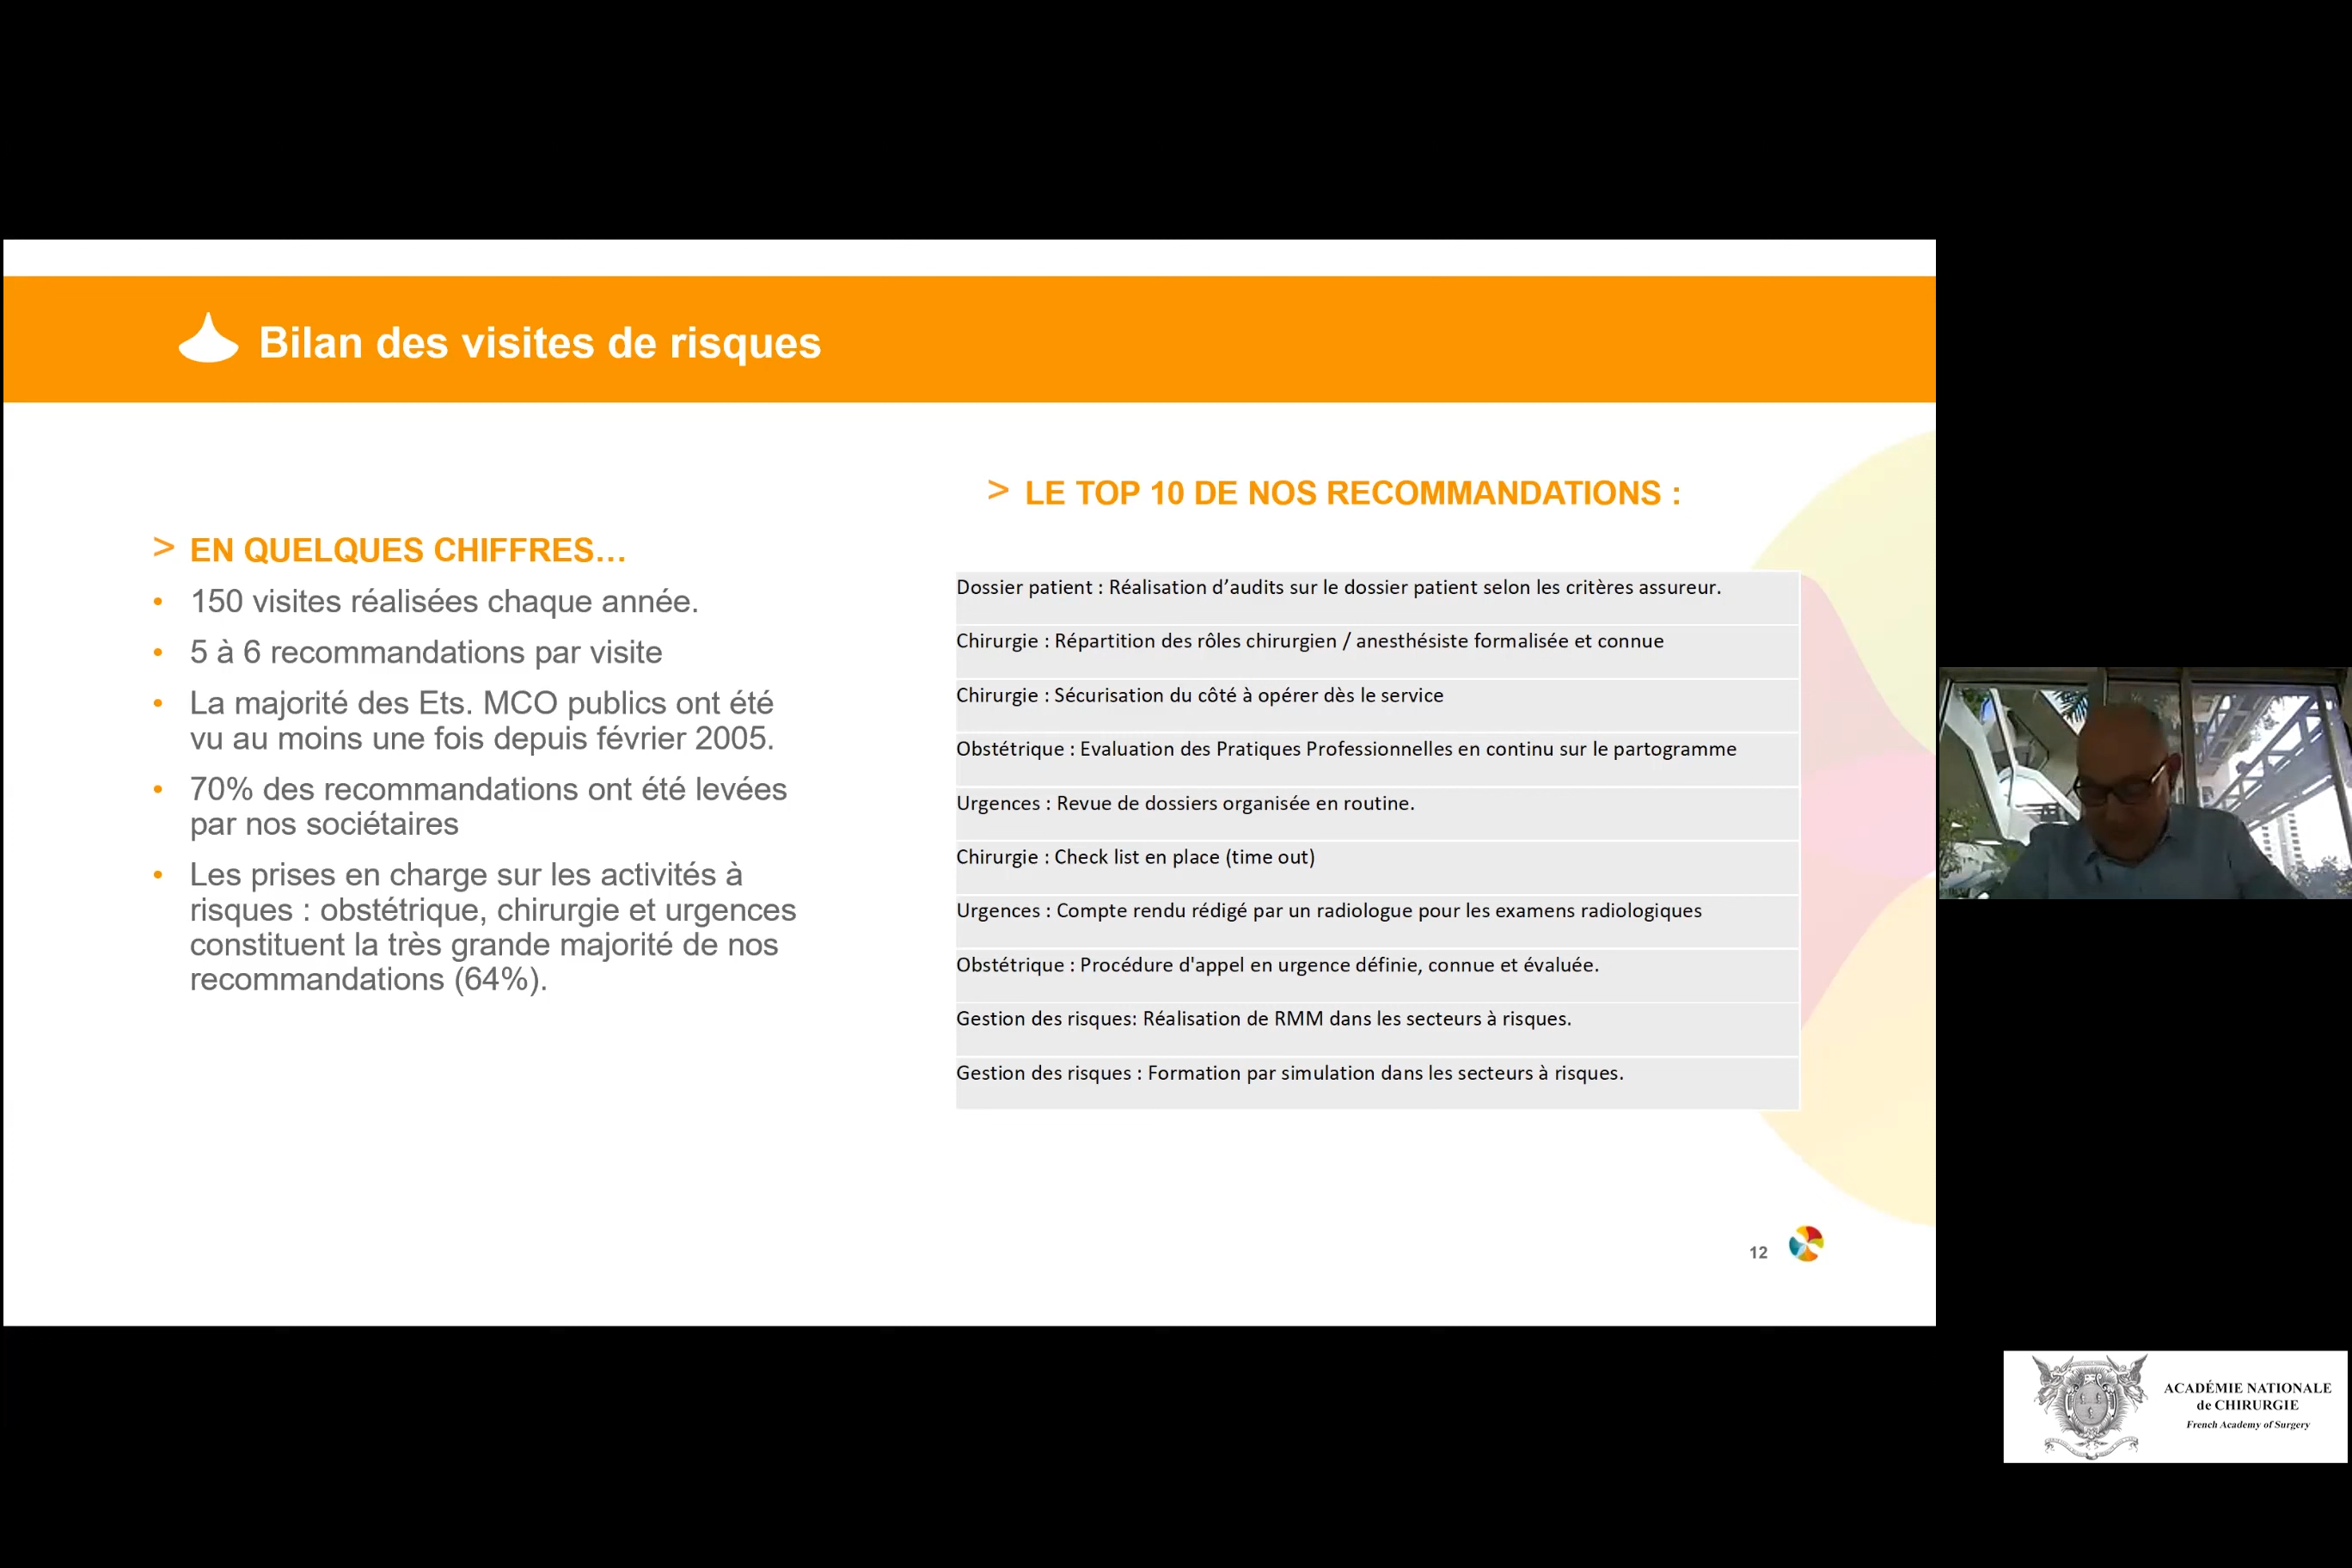 Bilan des visites de risques
> EN QUELQUES CHIFFRES...
• 150 visites réalisées chaque année.
• 5 à 6 recommandations par visite
• La majorité des Ets. MCO publics ont été
vu au moins une fois depuis février 2005.
• 70% des recommandations ont été levées
par nos sociétaires
• Les prises en charge sur les activités à
risques : obstétrique, chirurgie et urgences
constituent la très grande majorité de nos
recommandations (64%).
> LE TOP 10 DE NOS RECOMMANDATIONS :
Dossier patient : Réalisation d’audits sur le dossier patient selon les critères assureur.
Chirurgie : Répartition des rôles chirurgien / anesthésiste formalisée et connue
Chirurgie : Sécurisation du côté à opérer dès le service
Obstétrique : Evaluation des Pratiques Professionnelles en continu sur le partogramme
Urgences : Revue de dossiers organisée en routine.
Chirurgie : Check list en place (time out)
Urgences : Compte rendu rédigé par un radiologue pour les examens radiologiques
Obstétrique : Procédure d'appel en urgence définie, connue et évaluée.
Gestion des risques: Réalisation de RMM dans les secteurs à risques.
Gestion des risques : Formation par simulation dans les secteurs à risques.
12
ACADÉMIE NATIONALE
de CHIRURGIE
French Academy of Surgery